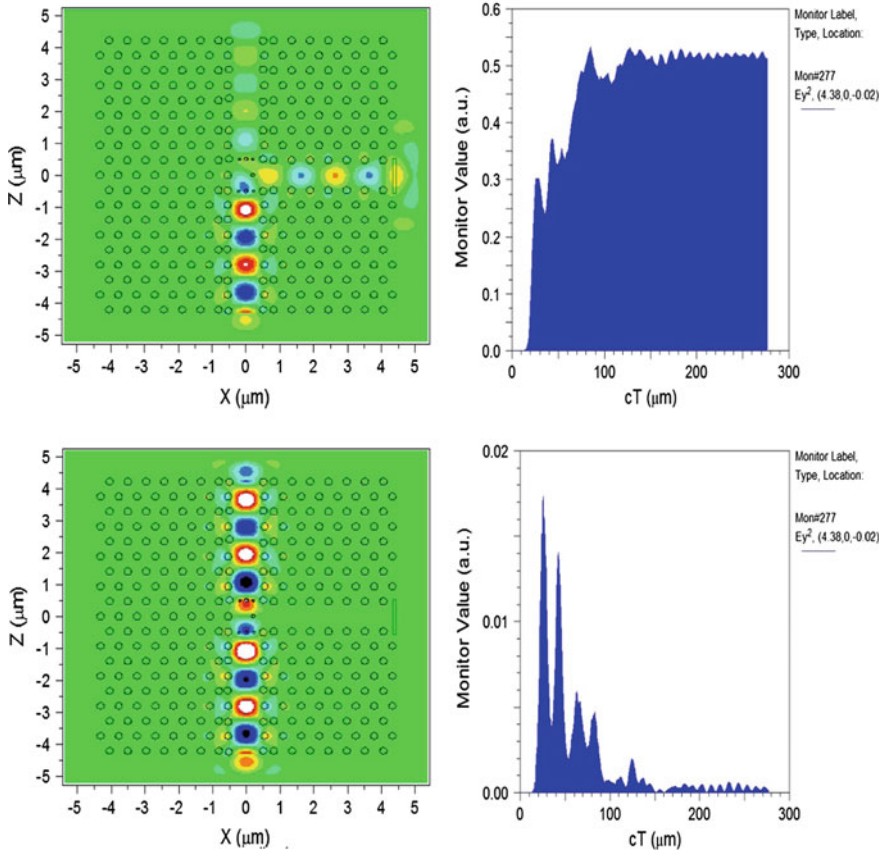 5
4
3
2
1
0
-1
-2
-3
-4
-5
Z (μm)
-5 -4 -3 -2 -1 0 1 2 3 4 5
X (μm)
0.6
0.5
0.4
0.3
0.2
0.1
0.0
Monitor Value (a.u.)
0 100 200 300
cT (μm)
Monitor Label,
Type, Location:
Mon#277
Ey², (4.38,0,-0.02)
5
4
3
2
1
0
-1
-2
-3
-4
-5
Z (μm)
-5 -4 -3 -2 -1 0 1 2 3 4 5
X (μm)
0.02
0.01
0.00
Monitor Value (a.u.)
0 50 100 200 300
cT (μm)
Monitor Label,
Type, Location:
Mon#277
Ey², (4.38,0,-0.02)